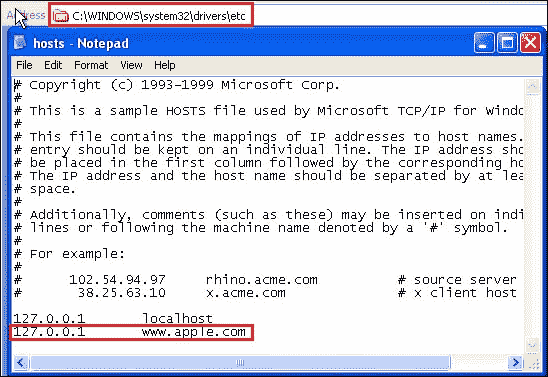 Address C:\WINDOWS\system32\drivers\etc
hosts - Notepad
File Edit Format View Help
# Copyright (c) 1993-1999 Microsoft Corp.
#
# This is a sample HOSTS file used by Microsoft TCP/IP for Windo
#
# This file contains the mappings of IP addresses to host names.
# entry should be kept on an individual line. The IP address sho
# be placed in the first column followed by the corresponding ho
# The IP address and the host name should be separated by at lea
# space.
#
# Additionally, comments (such as these) may be inserted on indi
# lines or following the machine name denoted by a '#' symbol.
#
# For example:
#
# 102.54.94.97 rhino.acme.com # source server
# 38.25.63.10 x.acme.com # x client host
127.0.0.1 localhost
127.0.0.1 www.apple.com